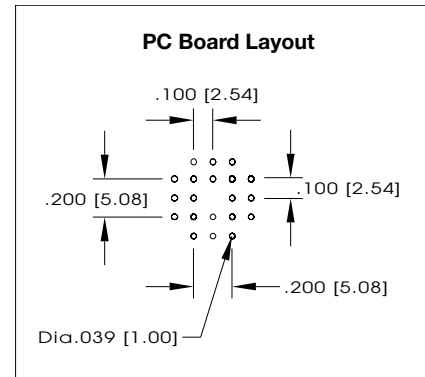 PC Board Layout
.100 [2.54]
.100 [2.54]
.200 [5.08]
.200 [5.08]
Dia.039 [1.00]